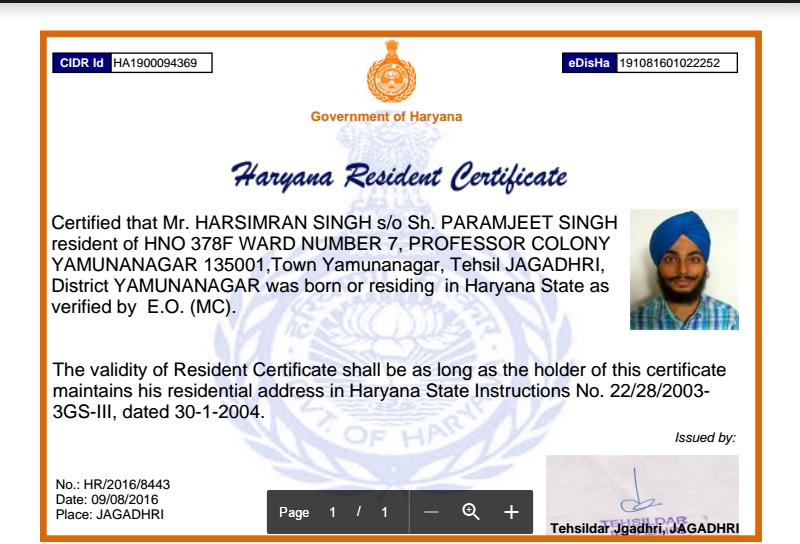 CIDR Id HA1900094369
eDisHa 191081601022252
Government of Haryana
Haryana Resident Certificate
Certified that Mr. HARSIMRAN SINGH s/o Sh. PARAMJEET SINGH
resident of HNO 378F WARD NUMBER 7, PROFESSOR COLONY
YAMUNANAGAR 135001,Town Yamunanagar, Tehsil JAGADHRI,
District YAMUNANAGAR was born or residing in Haryana State as
verified by E.O. (MC).
The validity of Resident Certificate shall be as long as the holder of this certificate
maintains his residential address in Haryana State Instructions No. 22/28/2003-
3GS-III, dated 30-1-2004.
GOVT. OF HARYANA
Issued by:
No.: HR/2016/8443
Date: 09/08/2016
Place: JAGADHRI
TEHSILDAR
Tehsildar,Jgadhri, JAGADHRI
Page 1 / 1